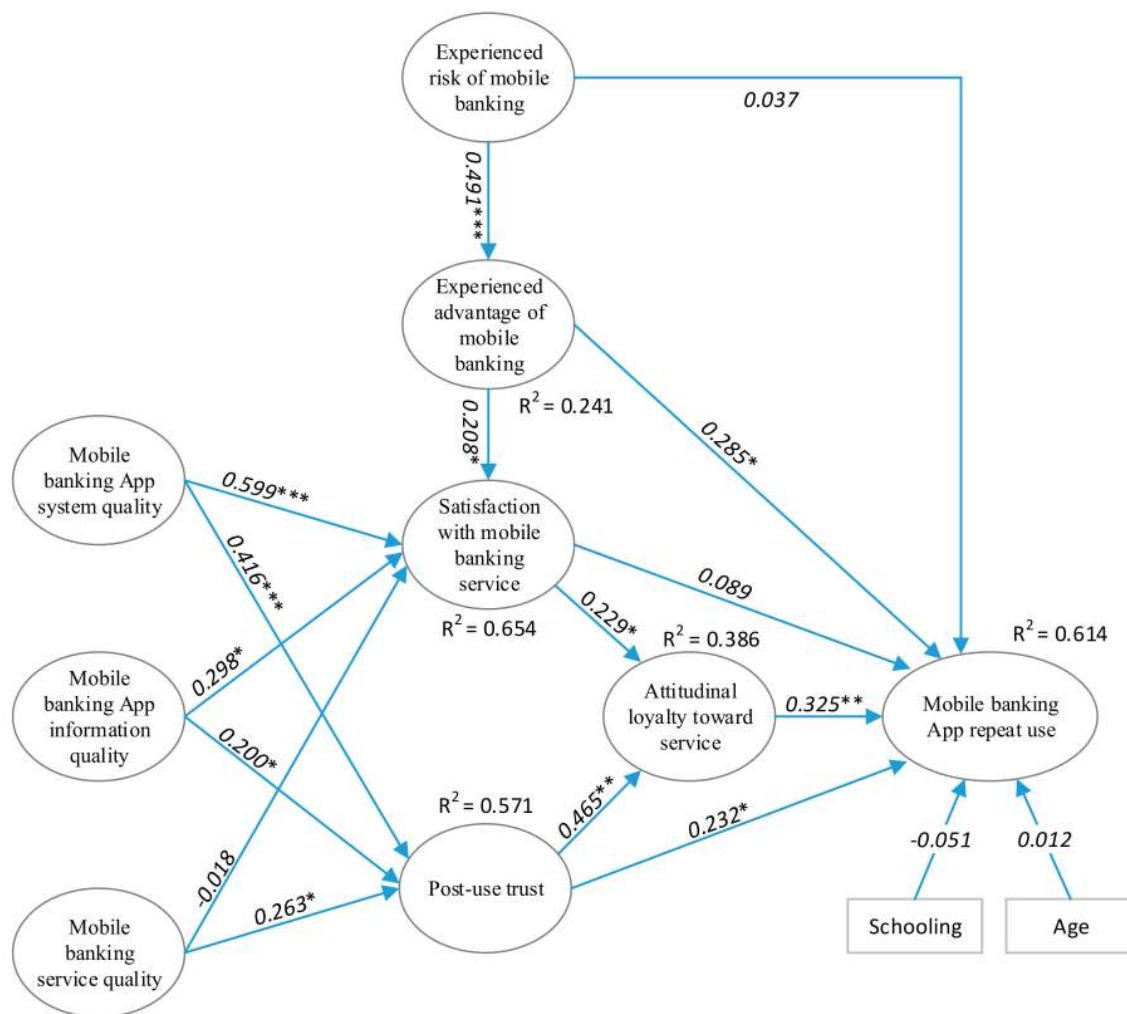 Experienced
risk of mobile
banking
0.037
0.491***
Experienced
advantage of
mobile
banking
R² = 0.241
0.208*
0.285*
Mobile
banking App
system quality
0.599***
0.416***
Satisfaction
with mobile
banking
service
R² = 0.654
0.089
0.229*
R² = 0.386
R² = 0.614
Mobile
banking App
information
quality
0.298*
0.200*
Attitudinal
loyalty toward
service
0.325**
Mobile banking
App repeat use
R² = 0.571
0.465**
0.232*
Post-use trust
-0.018
0.263*
Mobile
banking
service quality
-0.051
0.012
Schooling
Age